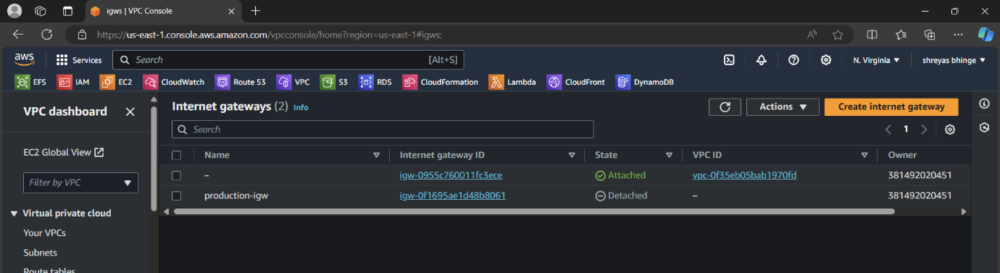 igws | VPC Console
https://us-east-1.console.aws.amazon.com/vpcconsole/home?region=us-east-1#igws:
aws Services Search [Alt+S] N. Virginia shreyas bhinge
EFS IAM EC2 CloudWatch Route 53 VPC S3 RDS CloudFormation Lambda CloudFront DynamoDB
VPC dashboard
EC2 Global View
Filter by VPC
Virtual private cloud
Your VPCs
Subnets
Route tables
Internet gateways (2) Info Actions Create internet gateway
Search 1
Name Internet gateway ID State VPC ID Owner
– igw-0955c760011fc3ece Attached vpc-0f35eb05bab1970fd 381492020451
production-igw igw-0f1695ae1d48b8061 Detached – 381492020451